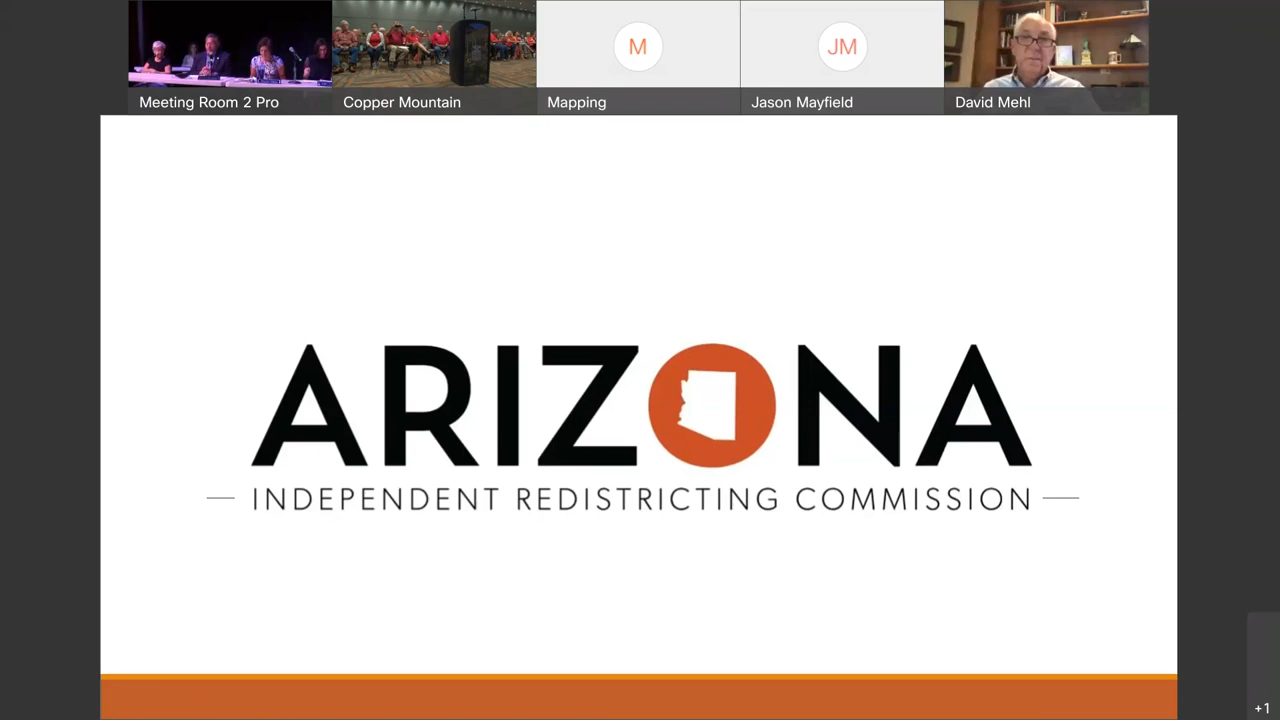 Meeting Room 2 Pro
Copper Mountain
M
Mapping
JM
Jason Mayfield
David Mehl
ARIZONA
INDEPENDENT REDISTRICTING COMMISSION
+1